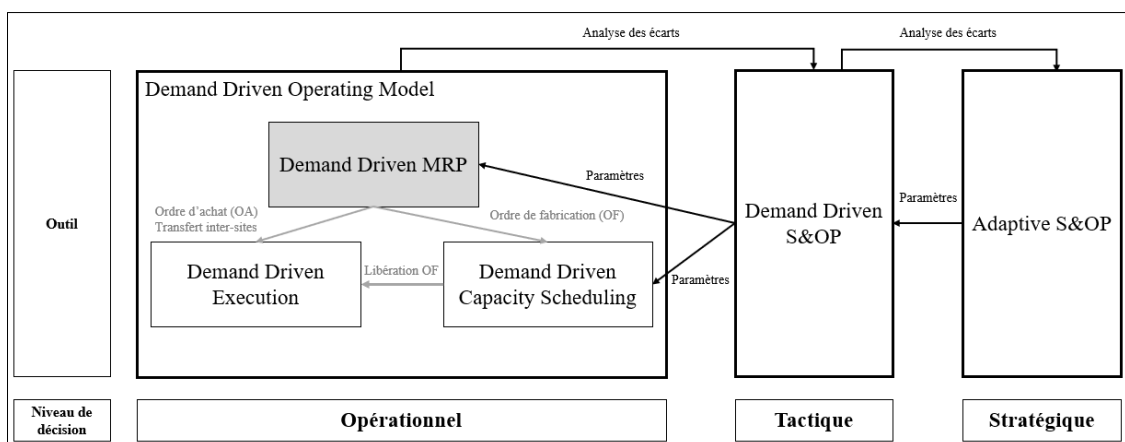 Analyse des écarts
Analyse des écarts
Demand Driven Operating Model
Demand Driven MRP
Paramètres
Ordre d'achat (OA)
Transfert inter-sites
Ordre de fabrication (OF)
Paramètres
Outil
Demand Driven
S&OP
Adaptive S&OP
Demand Driven
Execution
Libération OF
Demand Driven
Capacity Scheduling
Paramètres
Niveau de
décision
Opérationnel
Tactique
Stratégique